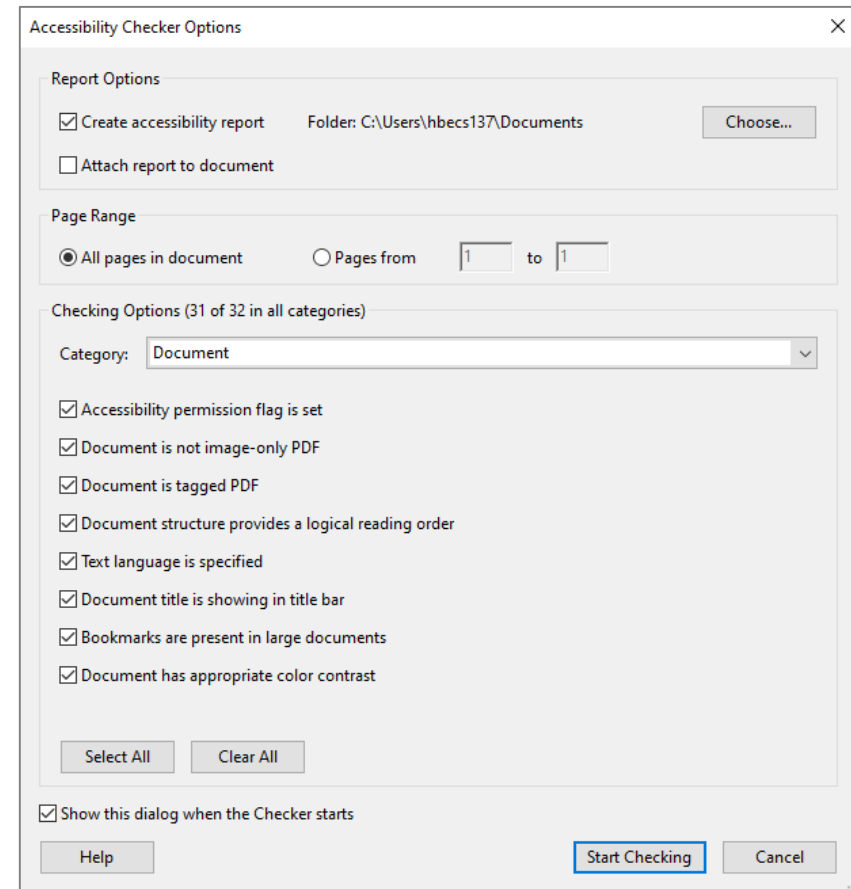 Accessibility Checker Options
Report Options
Create accessibility report Folder: C:\Users\hbecs137\Documents Choose...
Attach report to document
Page Range
All pages in document Pages from 1 to 1
Checking Options (31 of 32 in all categories)
Category: Document
Accessibility permission flag is set
Document is not image-only PDF
Document is tagged PDF
Document structure provides a logical reading order
Text language is specified
Document title is showing in title bar
Bookmarks are present in large documents
Document has appropriate color contrast
Select All Clear All
Show this dialog when the Checker starts
Help Start Checking Cancel